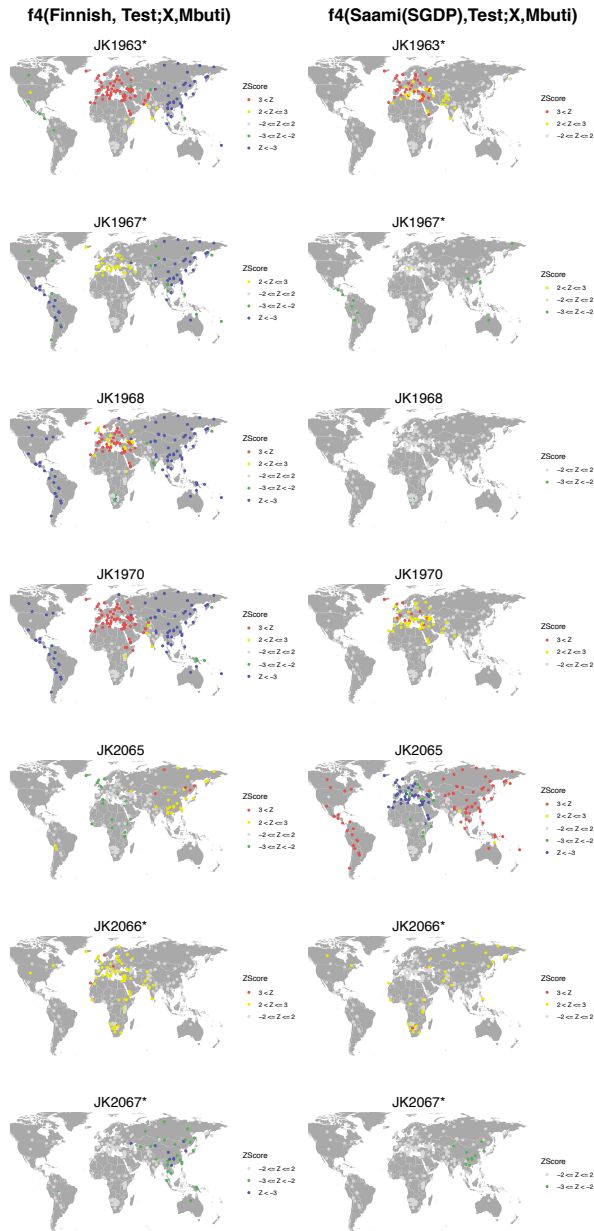 f4(Finnish, Test;X,Mbuti)
f4(Saami(SGDP),Test;X,Mbuti)
JK1963*
ZScore
3 < Z
2 < Z <= 3
−2 <= Z <= 2
−3 <= Z < −2
Z < −3
JK1963*
ZScore
3 < Z
2 < Z <= 3
−2 <= Z <= 2
JK1967*
ZScore
2 < Z <= 3
−2 <= Z <= 2
−3 <= Z < −2
Z < −3
JK1967*
ZScore
2 < Z <= 3
−2 <= Z <= 2
−3 <= Z < −2
JK1968
ZScore
3 < Z
2 < Z <= 3
−2 <= Z <= 2
−3 <= Z < −2
Z < −3
JK1968
ZScore
−2 <= Z <= 2
−3 <= Z < −2
JK1970
ZScore
3 < Z
2 < Z <= 3
−2 <= Z <= 2
−3 <= Z < −2
Z < −3
JK1970
ZScore
3 < Z
2 < Z <= 3
−2 <= Z <= 2
JK2065
ZScore
3 < Z
2 < Z <= 3
−2 <= Z <= 2
−3 <= Z < −2
JK2065
ZScore
3 < Z
2 < Z <= 3
−2 <= Z <= 2
−3 <= Z < −2
Z < −3
JK2066*
ZScore
3 < Z
2 < Z <= 3
−2 <= Z <= 2
JK2066*
ZScore
3 < Z
2 < Z <= 3
−2 <= Z <= 2
JK2067*
ZScore
−2 <= Z <= 2
−3 <= Z < −2
Z < −3
JK2067*
ZScore
−2 <= Z <= 2
−3 <= Z < −2